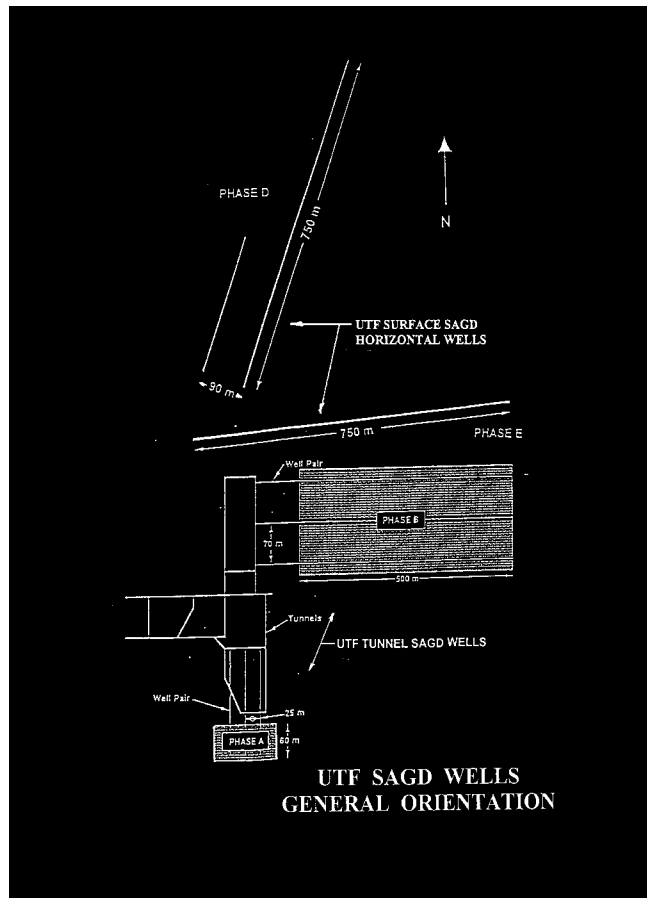 PHASE D
750 m
N
UTF SURFACE SAGD
HORIZONTAL WELLS
90 m
750 m
PHASE E
Well Pair
PHASE B
70 m
500 m
Tunnels
UTF TUNNEL SAGD WELLS
Well Pair
25 m
PHASE A
60 m
UTF SAGD WELLS
GENERAL ORIENTATION